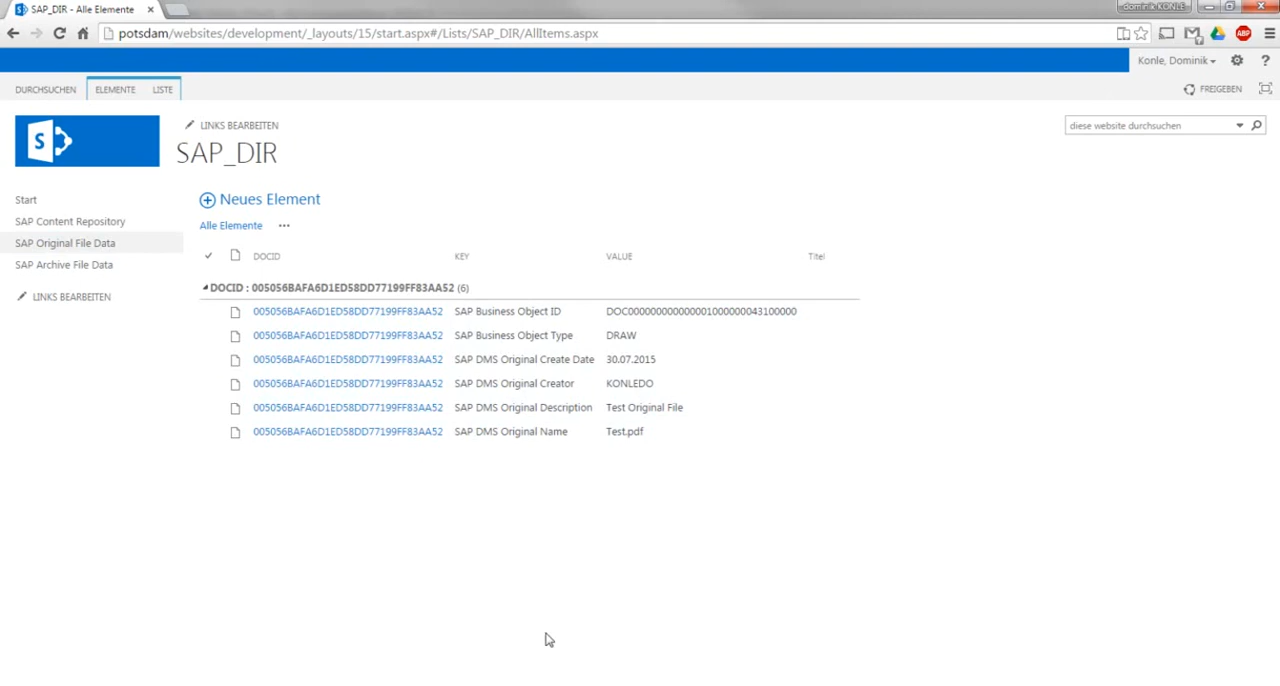 SAP_DIR - Alle Elemente
dominik KONLE
potsdam/websites/development/_layouts/15/start.aspx#/Lists/SAP_DIR/AllItems.aspx
ABP
Konle, Dominik
?
DURCHSUCHEN ELEMENTE LISTE
FREIGEBEN
S
LINKS BEARBEITEN
diese website durchsuchen
SAP_DIR
Start
SAP Content Repository
SAP Original File Data
SAP Archive File Data
LINKS BEARBEITEN
Neues Element
Alle Elemente ...
DOCID KEY VALUE Titel
DOCID : 005056BAFA6D1ED58DD77199FF83AA52 (6)
005056BAFA6D1ED58DD77199FF83AA52 SAP Business Object ID DOC00000000000001000000043100000
005056BAFA6D1ED58DD77199FF83AA52 SAP Business Object Type DRAW
005056BAFA6D1ED58DD77199FF83AA52 SAP DMS Original Create Date 30.07.2015
005056BAFA6D1ED58DD77199FF83AA52 SAP DMS Original Creator KONLEDO
005056BAFA6D1ED58DD77199FF83AA52 SAP DMS Original Description Test Original File
005056BAFA6D1ED58DD77199FF83AA52 SAP DMS Original Name Test.pdf